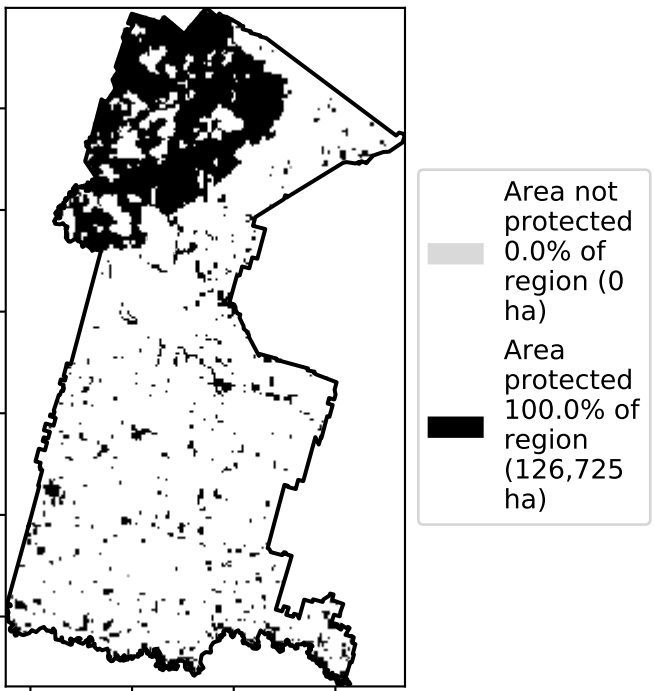 Area not
protected
0.0% of
region (0
ha)
Area
protected
100.0% of
region
(126,725
ha)